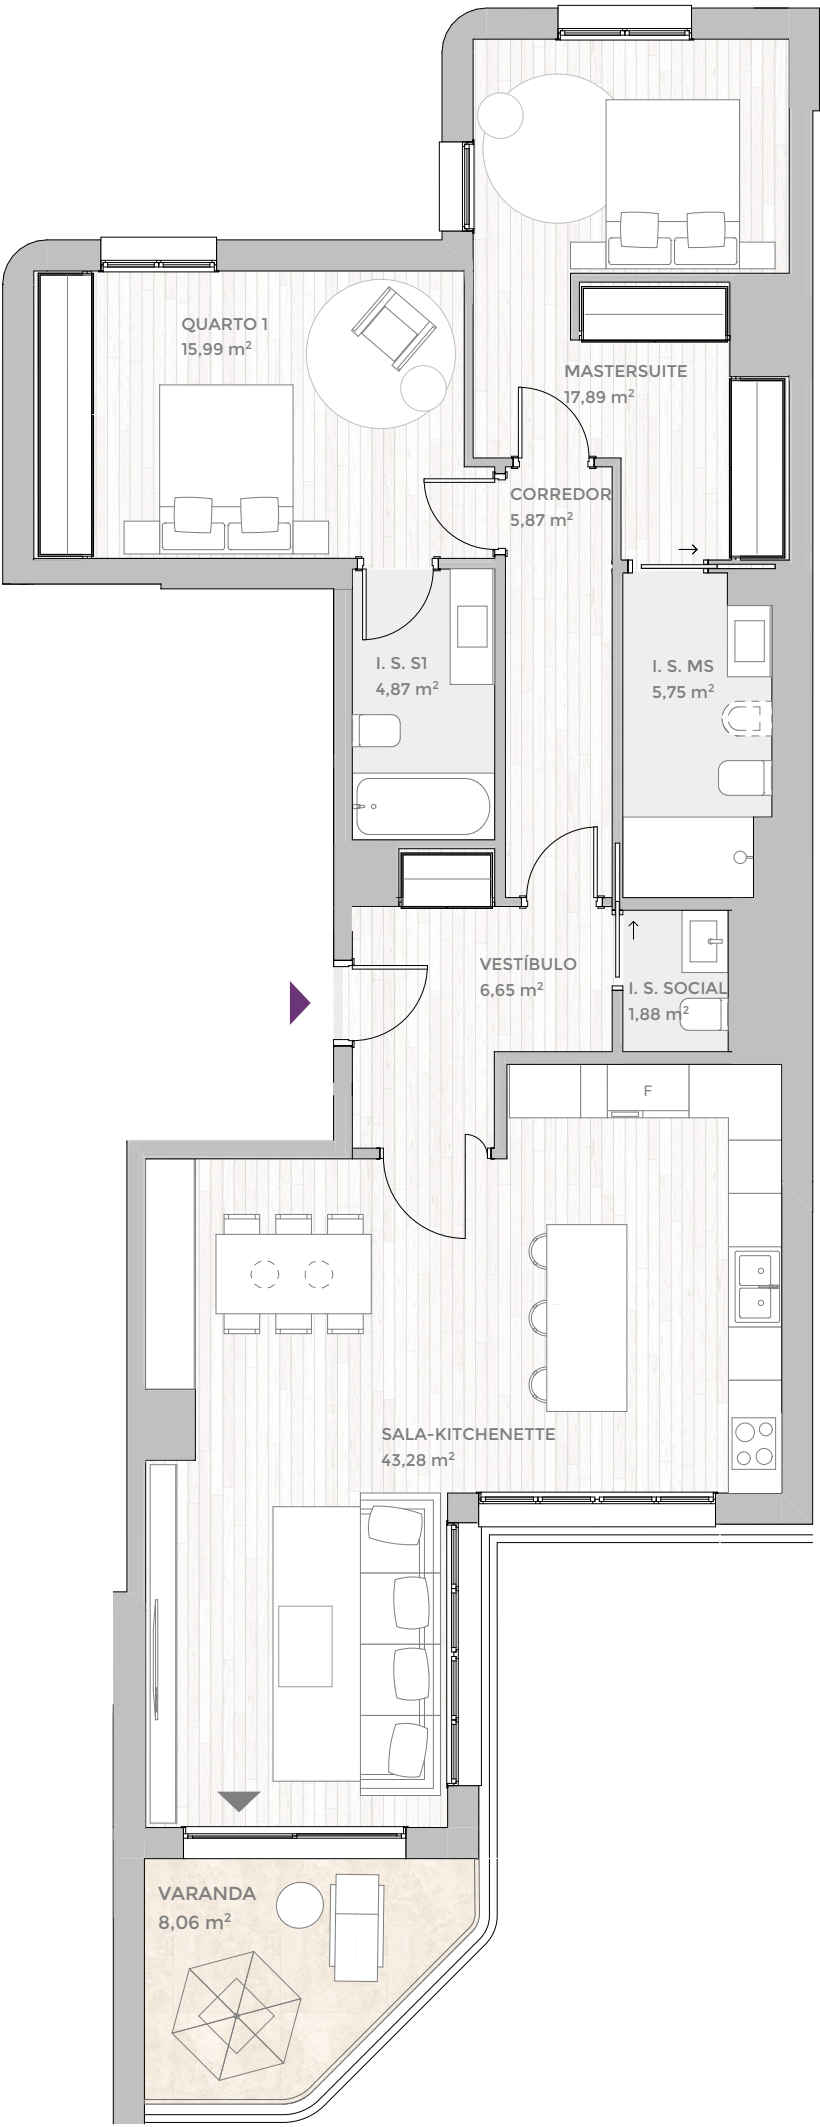 QUARTO 1
15,99 m²
MASTERSUITE
17,89 m²
CORREDOR
5,87 m²
I. S. S1
4,87 m²
I. S. MS
5,75 m²
VESTÍBULO
6,65 m²
I. S. SOCIAL
1,88 m²
F
SALA-KITCHENETTE
43,28 m²
VARANDA
8,06 m²